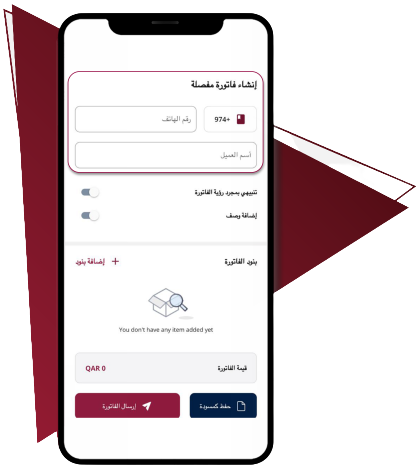 إنشاء فاتورة مفصلة
974+
رقم الهاتف
أسم العميل
تنبيهي بمجرد رؤية الفاتورة
إضافة وصف
بنود الفاتورة
إضافة بنود
You don't have any item added yet
قيمة الفاتورة
QAR 0
حفظ كمسودة
إرسال الفاتورة